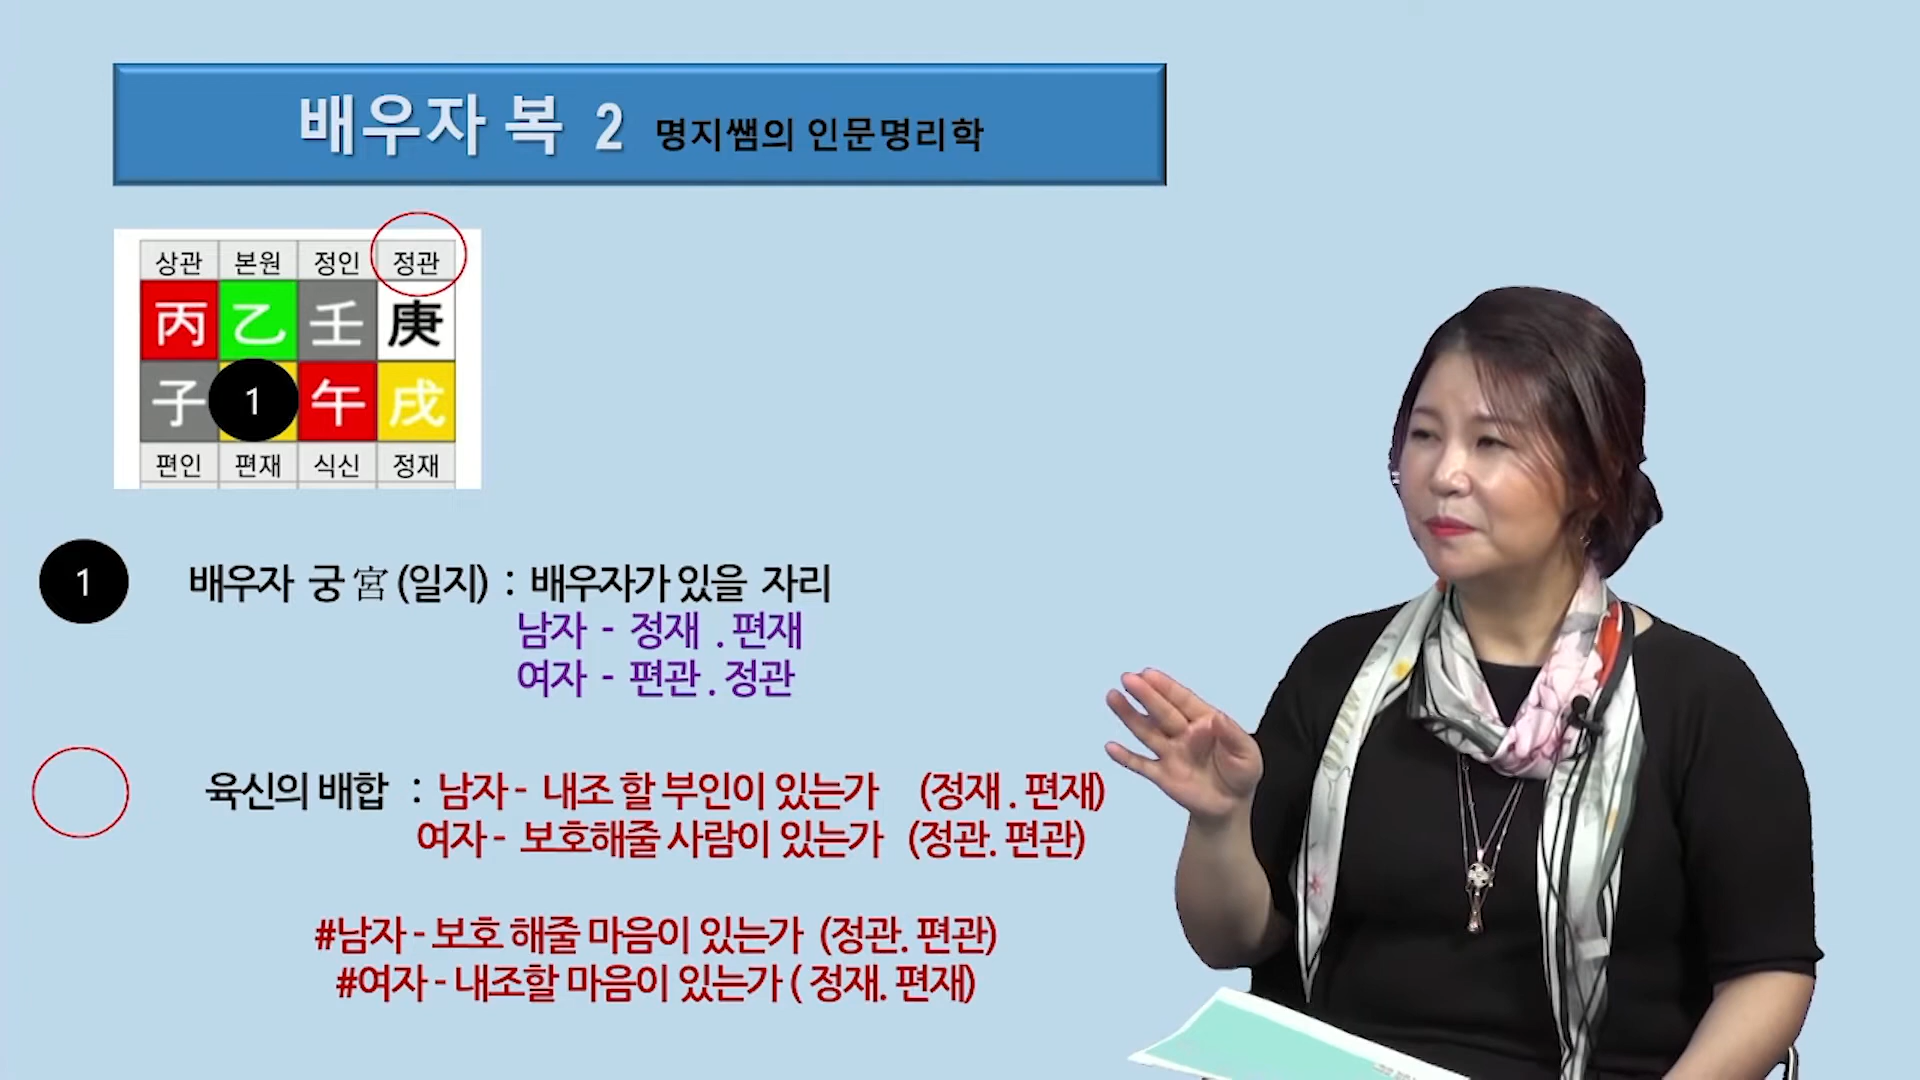 배우자 복 2 명지쌤의 인문명리학
상관 본원 정인 정관
丙 乙 壬 庚
子 1 午 戌
편인 편재 식신 정재
1 배우자 궁 宮 (일지) : 배우자가 있을 자리
남자 - 정재 . 편재
여자 - 편관 . 정관
육신의 배합 : 남자 - 내조 할 부인이 있는가 (정재 . 편재)
여자 - 보호해줄 사람이 있는가 (정관. 편관)
#남자 - 보호 해줄 마음이 있는가 (정관. 편관)
#여자 - 내조할 마음이 있는가 ( 정재. 편재)